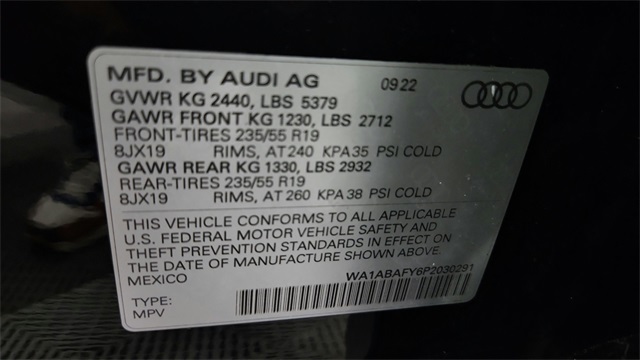 MFD. BY AUDI AG 09 22
GVWR KG 2440, LBS 5379
GAWR FRONT KG 1230, LBS 2712
FRONT-TIRES 235/55 R19
8JX19 RIMS, AT 240 KPA 35 PSI COLD
GAWR REAR KG 1330, LBS 2932
REAR-TIRES 235/55 R19
8JX19 RIMS, AT 260 KPA 38 PSI COLD
THIS VEHICLE CONFORMS TO ALL APPLICABLE
U.S. FEDERAL MOTOR VEHICLE SAFETY AND
THEFT PREVENTION STANDARDS IN EFFECT ON
THE DATE OF MANUFACTURE SHOWN ABOVE.
MEXICO WA1ABAFY6P2030291
TYPE:
MPV